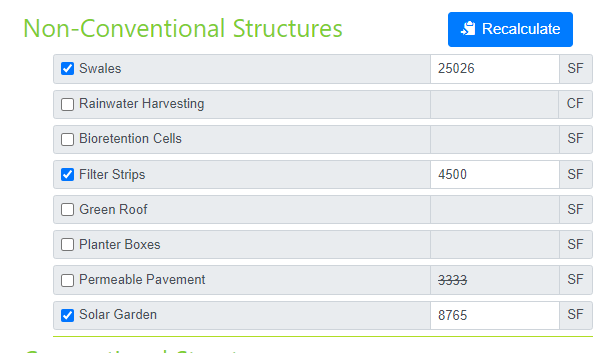 Non-Conventional Structures
Recalculate
Swales 25026 SF
Rainwater Harvesting CF
Bioretention Cells SF
Filter Strips 4500 SF
Green Roof SF
Planter Boxes SF
Permeable Pavement 3333 SF
Solar Garden 8765 SF